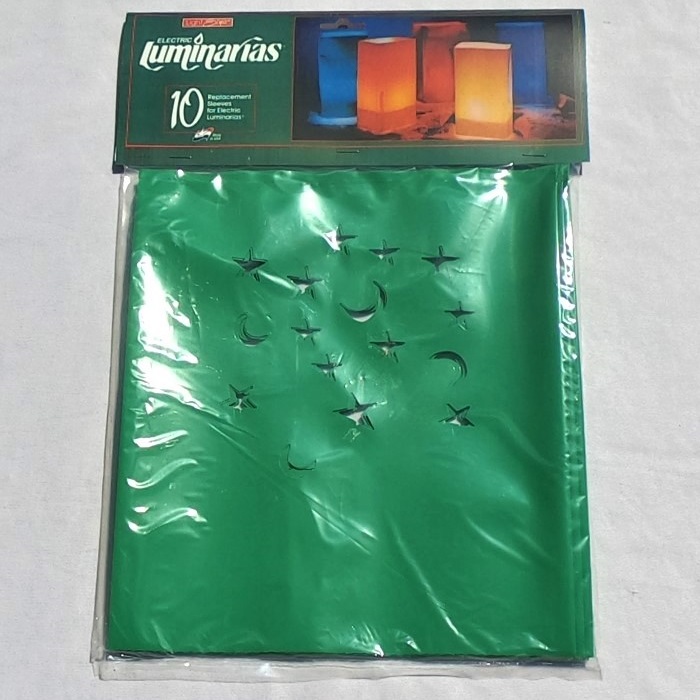 ELECTRIC
Luminarias
10
Replacement
Sleeves
for Electric
Luminarias